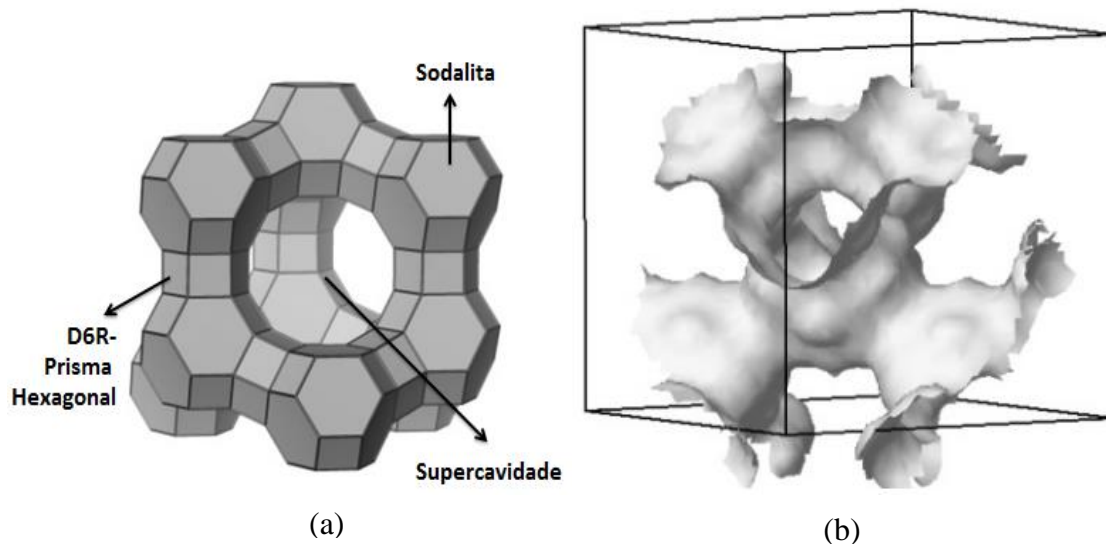 Sodalita
D6R-
Prisma
Hexagonal
Supercavidade
(a)
(b)